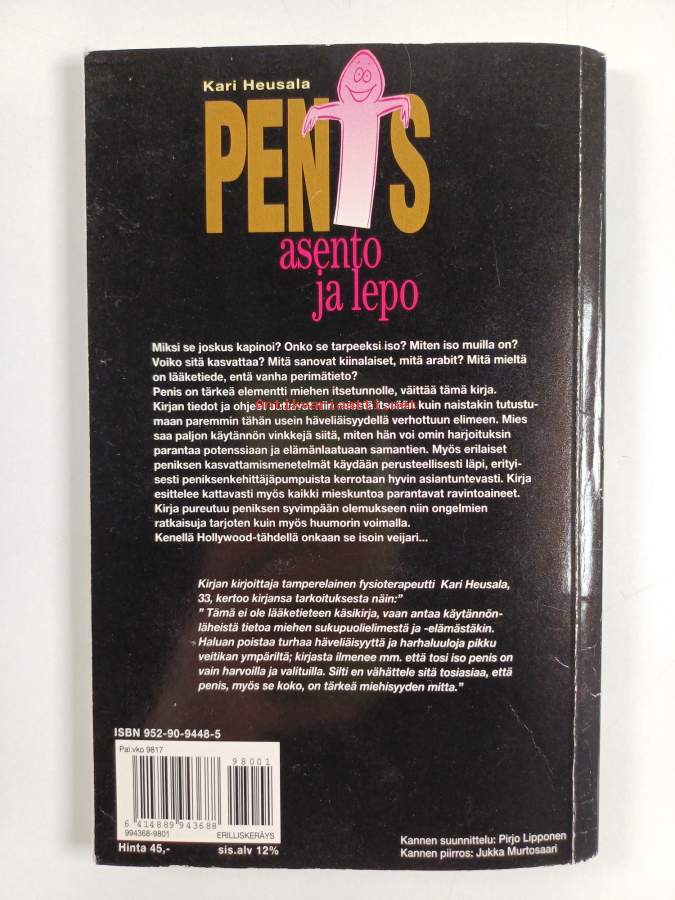 Kari Heusala
PENIS
asento
ja lepo
Miksi se joskus kapinoi? Onko se tarpeeksi iso? Miten iso muilla on?
Voiko sitä kasvattaa? Mitä sanovat kiinalaiset, mitä arabit? Mitä mieltä
on lääketiede, entä vanha perimätieto?
Penis on tärkeä elementti miehen itsetunnolle, väittää tämä kirja.
Kirjan tiedot ja ohjeet auttavat niin miestä itseään kuin naistakin tutustu-
maan paremmin tähän usein häveliäisyydellä verhottuun elimeen. Mies
saa paljon käytännön vinkkejä siitä, miten hän voi omin harjoituksin
parantaa potenssiaan ja elämänlaatuaan samantien. Myös erilaiset
peniksen kasvattamismenetelmät käydään perusteellisesti läpi, erityi-
sesti peniksenkehittäjäpumpuista kerrotaan hyvin asiantuntevasti. Kirja
esittelee kattavasti myös kaikki mieskuntoa parantavat ravintoaineet.
Kirja pureutuu peniksen syvimpään olemukseen niin ongelmien
ratkaisuja tarjoten kuin myös huumorin voimalla.
Kenellä Hollywood-tähdellä onkaan se isoin veijari...
Kirjan kirjoittaja tamperelainen fysioterapeutti Kari Heusala,
33, kertoo kirjansa tarkoituksesta näin:"
" Tämä ei ole lääketieteen käsikirja, vaan antaa käytännön-
läheistä tietoa miehen sukupuolielimestä ja -elämästäkin.
Haluan poistaa turhaa häveliäisyyttä ja harhaluuloja pikku
veitikan ympäriltä; kirjasta ilmenee mm. että tosi iso penis on
vain harvoilla ja valituilla. Silti en vähättele sitä tosiasiaa, että
penis, myös se koko, on tärkeä miehisyyden mitta."
ISBN 952-90-9448-5
Pal.vko 9817
98001
6 414889 943688
994368-9801 ERILLISKERÄYS
Hinta 45,- sis.alv 12%
Kannen suunnittelu: Pirjo Lipponen
Kannen piirros: Jukka Murtosaari